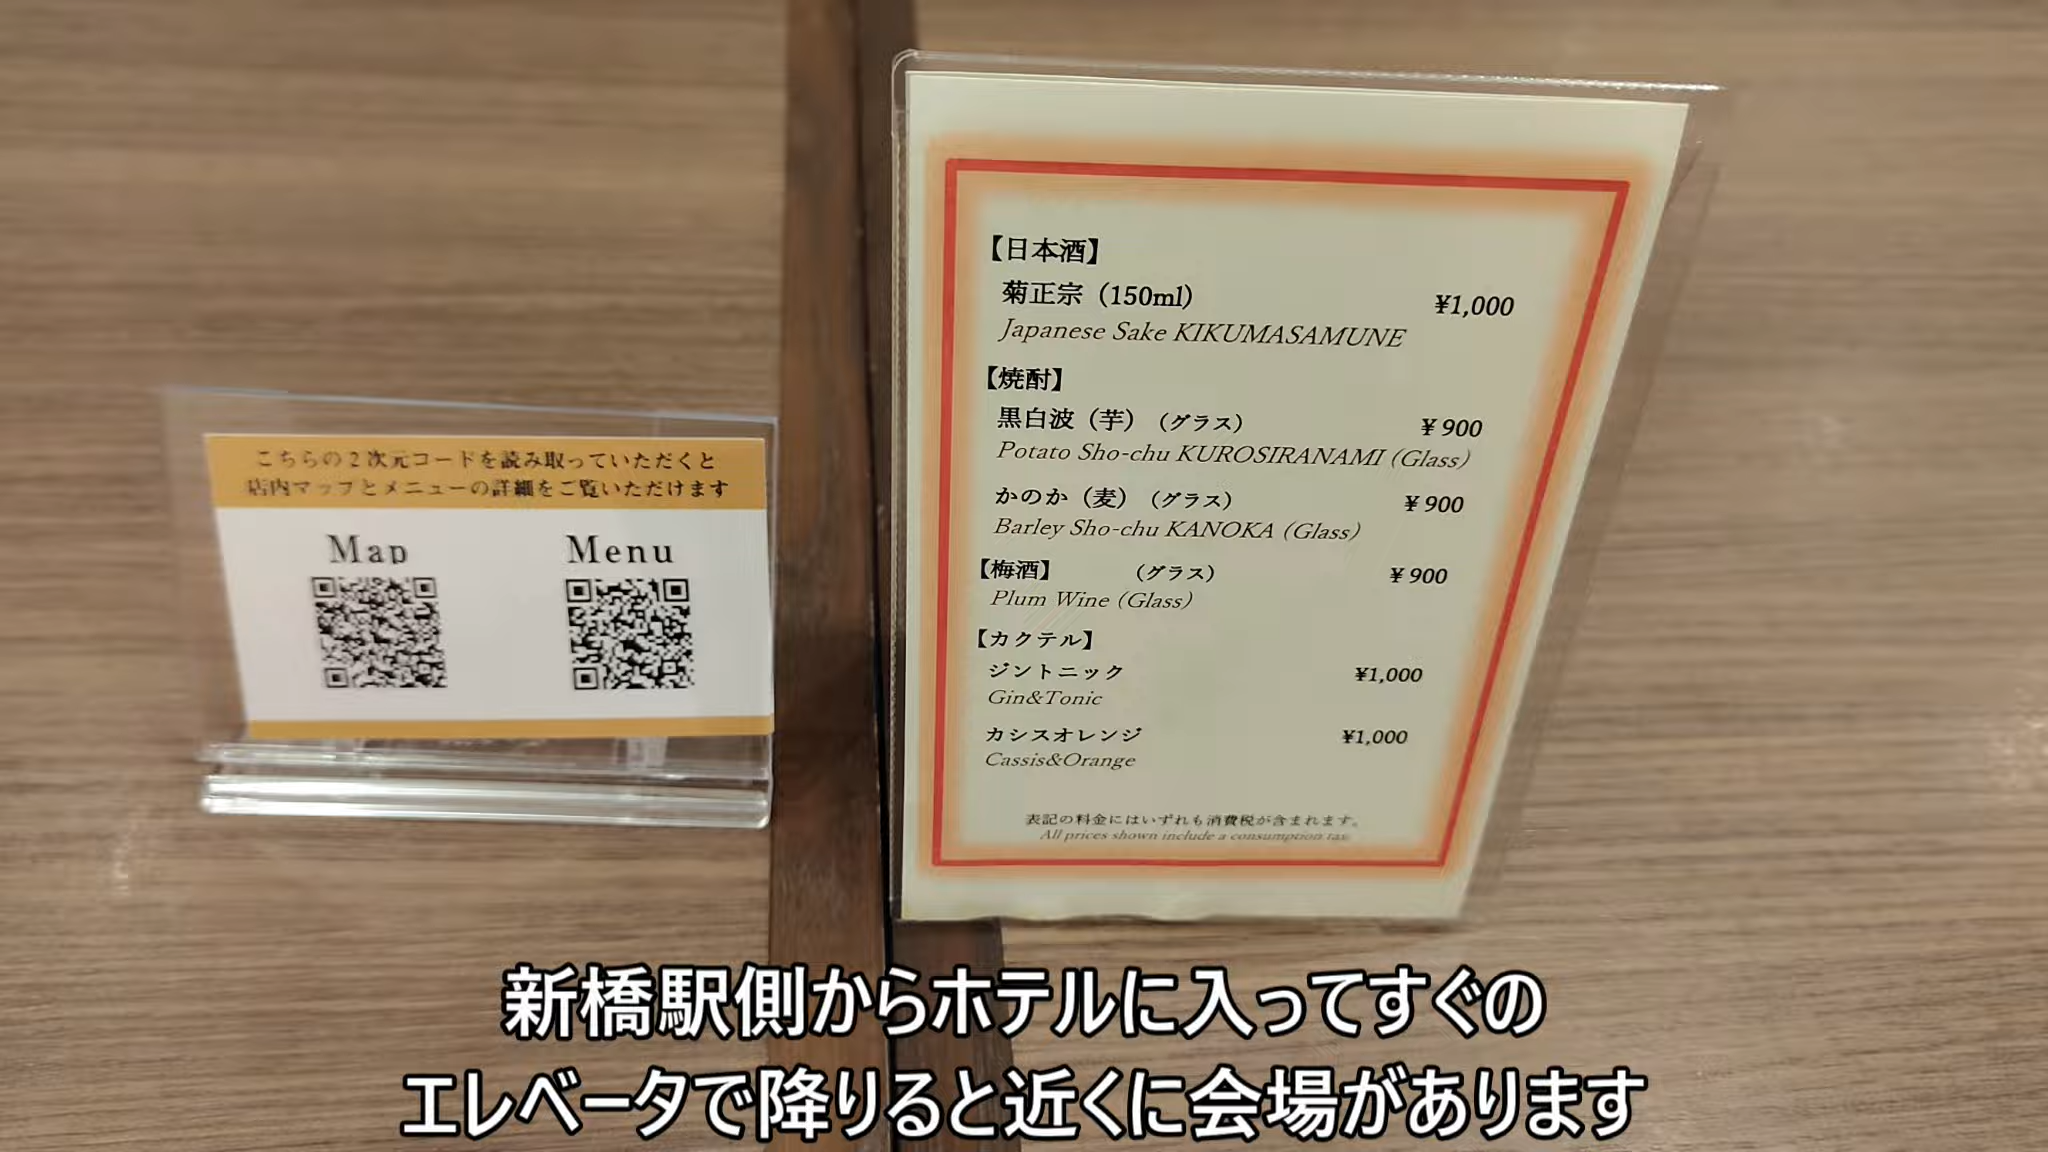 こちらの2次元コードを読み取っていただくと
店内マップとメニューの詳細をご覧いただけます
Map
Menu
【日本酒】
菊正宗（150ml） ¥1,000
Japanese Sake KIKUMASAMUNE
【焼酎】
黒白波（芋）（グラス） ¥ 900
Potato Sho-chu KUROSIRANAMI (Glass)
かのか（麦）（グラス） ¥ 900
Barley Sho-chu KANOKA (Glass)
【梅酒】 （グラス） ¥ 900
Plum Wine (Glass)
【カクテル】
ジントニック ¥1,000
Gin&Tonic
カシスオレンジ ¥1,000
Cassis&Orange
表記の料金にはいずれも消費税が含まれます。
All prices shown include a consumption tax.
新橋駅側からホテルに入ってすぐの
エレベータで降りると近くに会場があります